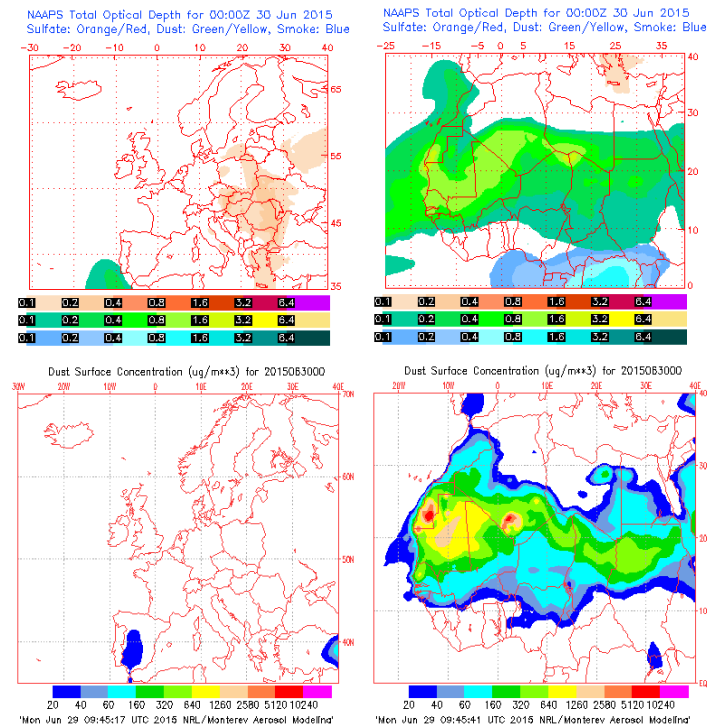 NAAPS Total Optical Depth for 00:00Z 30 Jun 2015
Sulfate: Orange/Red, Dust: Green/Yellow, Smoke: Blue
-30 -20 -10 0 10 20 30 40
65
55
45
35
0.1 0.2 0.4 0.8 1.6 3.2 6.4
0.1 0.2 0.4 0.8 1.6 3.2 6.4
0.1 0.2 0.4 0.8 1.6 3.2 6.4
NAAPS Total Optical Depth for 00:00Z 30 Jun 2015
Sulfate: Orange/Red, Dust: Green/Yellow, Smoke: Blue
-25 -15 -5 0 5 15 25 35
40
30
20
10
0
0.1 0.2 0.4 0.8 1.6 3.2 6.4
0.1 0.2 0.4 0.8 1.6 3.2 6.4
0.1 0.2 0.4 0.8 1.6 3.2 6.4
Dust Surface Concentration (ug/m**3) for 2015063000
30W 20W 10W 0 10E 20E 30E 40E
70N
60N
50N
40N
20 40 60 160 320 640 1260 2580 5120 10240
'Mon Jun 29 09:45:17 UTC 2015 NRL/Monterey Aerosol Modeling'
Dust Surface Concentration (ug/m**3) for 2015063000
20W 10W 0 10E 20E 30E 40E
40N
30N
20N
10N
EQ
20 40 60 160 320 640 1260 2580 5120 10240
'Mon Jun 29 09:45:41 UTC 2015 NRL/Monterey Aerosol Modeling'